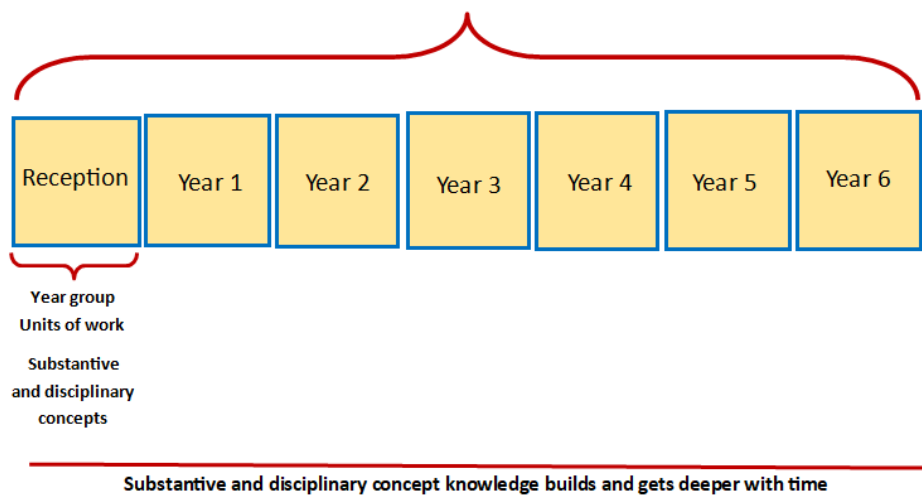 Reception Year 1 Year 2 Year 3 Year 4 Year 5 Year 6
Year group
Units of work
Substantive
and disciplinary
concepts
Substantive and disciplinary concept knowledge builds and gets deeper with time